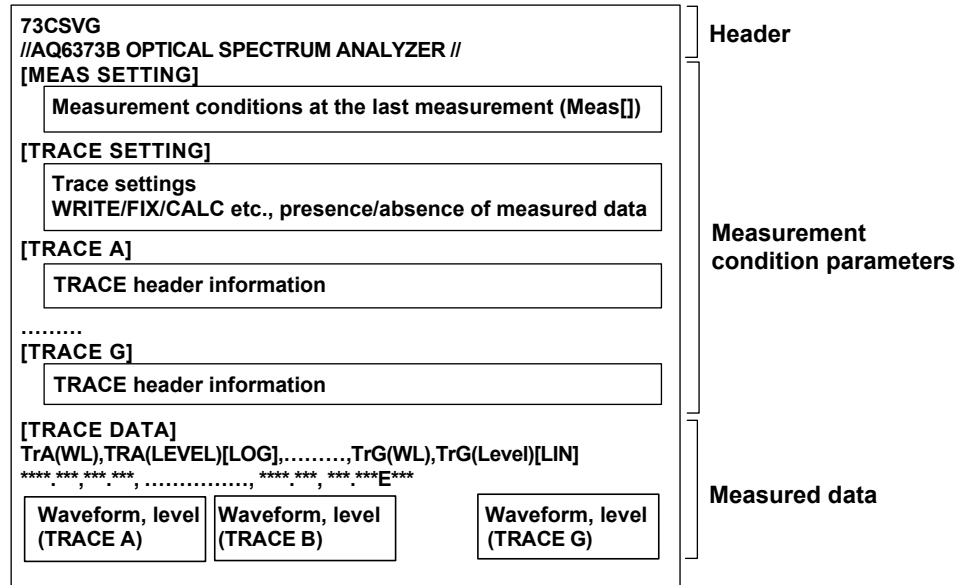 73CSVG
//AQ6373B OPTICAL SPECTRUM ANALYZER //
Header
[MEAS SETTING]
Measurement conditions at the last measurement (Meas[])
[TRACE SETTING]
Trace settings
WRITE/FIX/CALC etc., presence/absence of measured data
[TRACE A]
TRACE header information
Measurement
condition parameters
.........
[TRACE G]
TRACE header information
[TRACE DATA]
TrA(WL),TRA(LEVEL)[LOG],.........,TrG(WL),TrG(Level)[LIN]
****.***,***.***, ..............., ****.***, ***.***E***
Measured data
Waveform, level
(TRACE A)
Waveform, level
(TRACE B)
Waveform, level
(TRACE G)